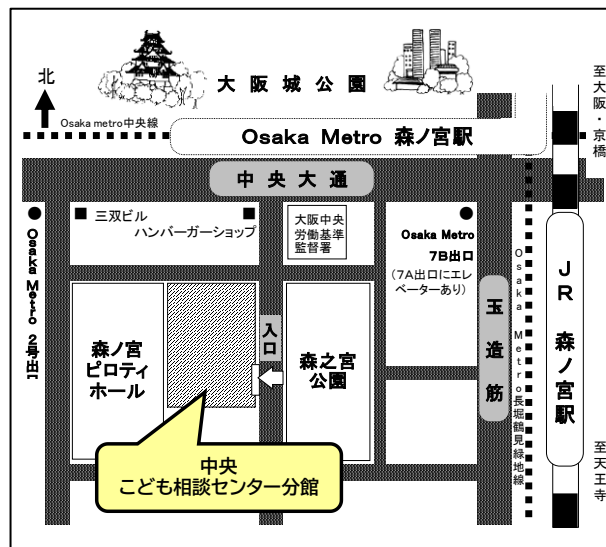 大阪城公園
北
Osaka metro中央線
Osaka Metro 森ノ宮駅
至大阪・京橋
中央大通
三双ビル
ハンバーガーショップ
大阪中央
労働基準
監督署
Osaka Metro
7B出口
(7A出口にエレ
ベーターあり)
Osaka Metro 2号出口
森ノ宮
ピロティ
ホール
入口
森之宮
公園
玉造筋
Osaka Metro長堀鶴見緑地線
JR 森ノ宮駅
中央
こども相談センター分館
至天王寺